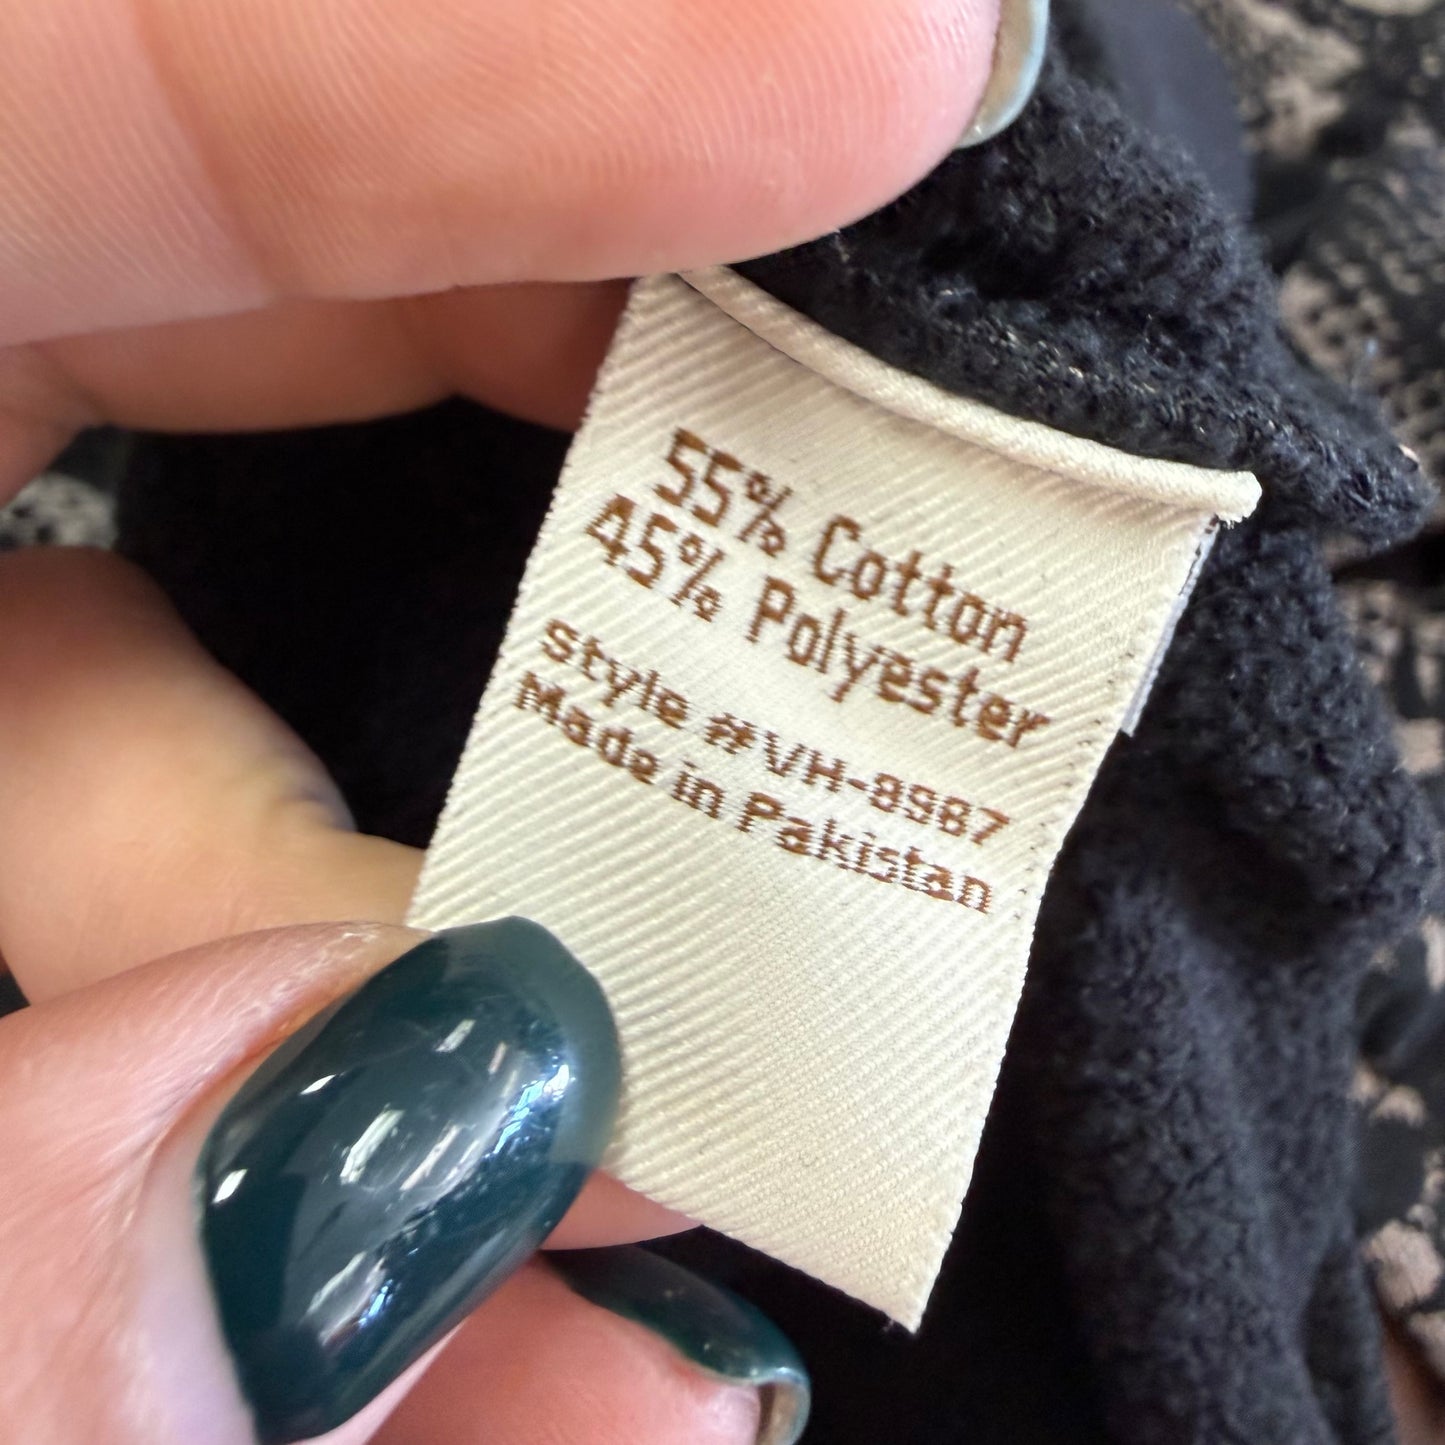 55% Cotton
45% Polyester
Style #VH-8987
Made in Pakistan